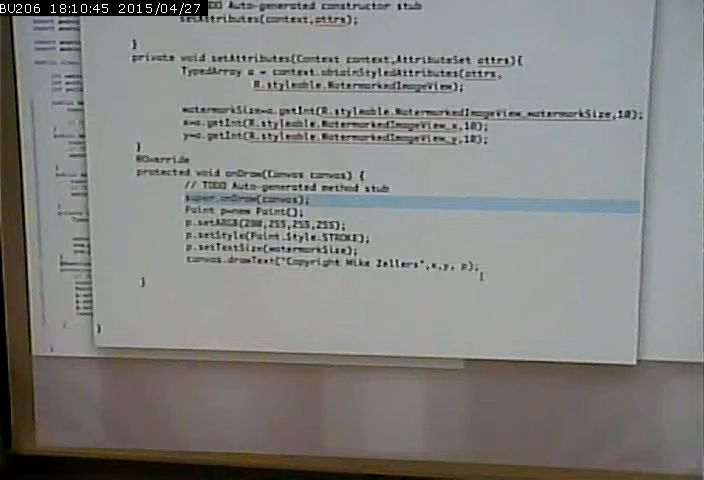 BU206 18:10:45 2015/04/27
TODO Auto-generated constructor stub
setAttributes(context,attrs);
}
private void setAttributes(Context context,AttributeSet attrs){
TypedArray a = context.obtainStyledAttributes(attrs,
R.styleable.WatermarkedImageView);
watermarkSize=a.getInt(R.styleable.WatermarkedImageView_watermarkSize,10);
x=a.getInt(R.styleable.WatermarkedImageView_x,10);
y=a.getInt(R.styleable.WatermarkedImageView_y,10);
}
@Override
protected void onDraw(Canvas canvas) {
// TODO Auto-generated method stub
super.onDraw(canvas);
Paint p=new Paint();
p.setARGB(200,255,255,255);
p.setStyle(Paint.Style.STROKE);
p.setTextSize(watermarkSize);
canvas.drawText("Copyright Mike Zellers",x,y, p);
}
}